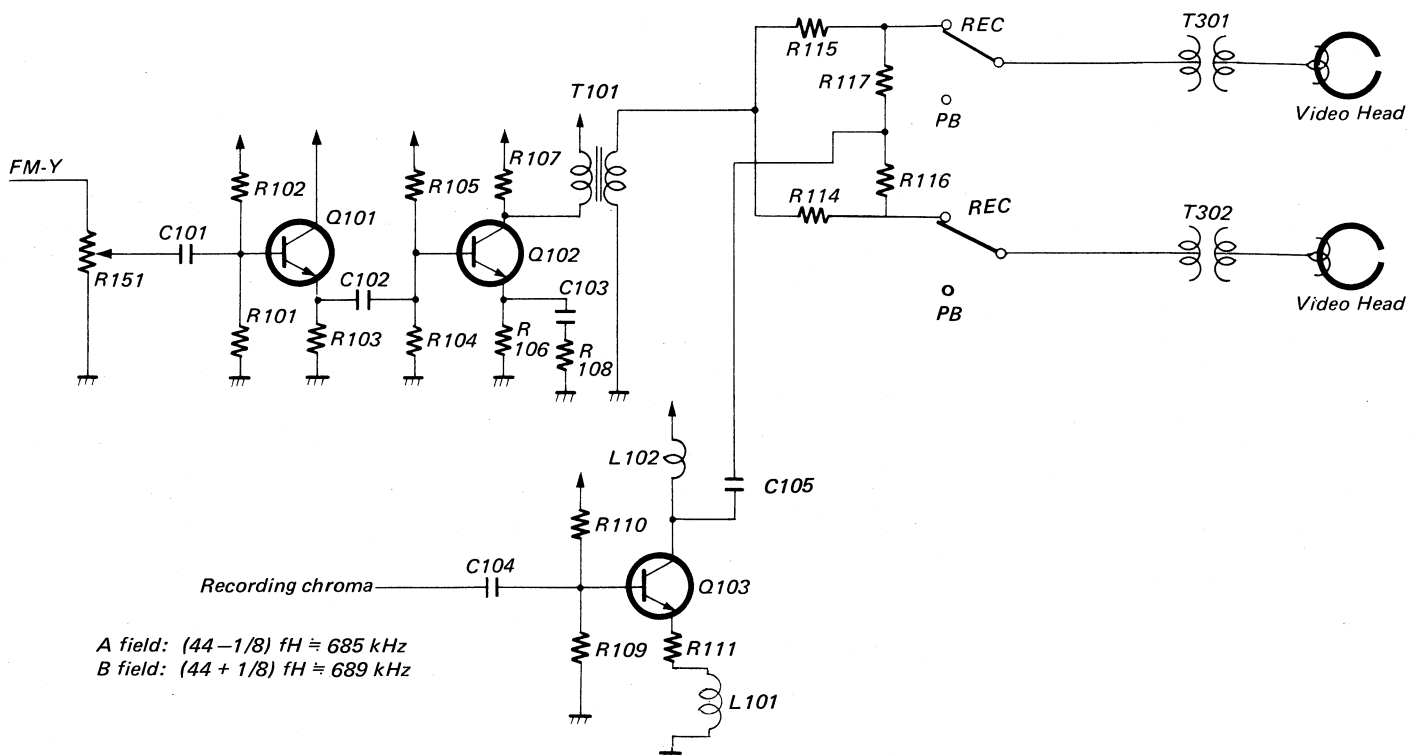 T301
REC
R115
R117
Video Head
T101
PB
FM-Y
R102
R105
R107
R116
R114
REC
T302
Q101
C101
Q102
C102
C103
R151
PB
Video Head
R101
R103
R104
R
106
R
108
L102
C105
R110
C104
Recording chroma
Q103
A field: (44 –1/8) fH ≒ 685 kHz
R109
R111
B field: (44 + 1/8) fH ≒ 689 kHz
L101